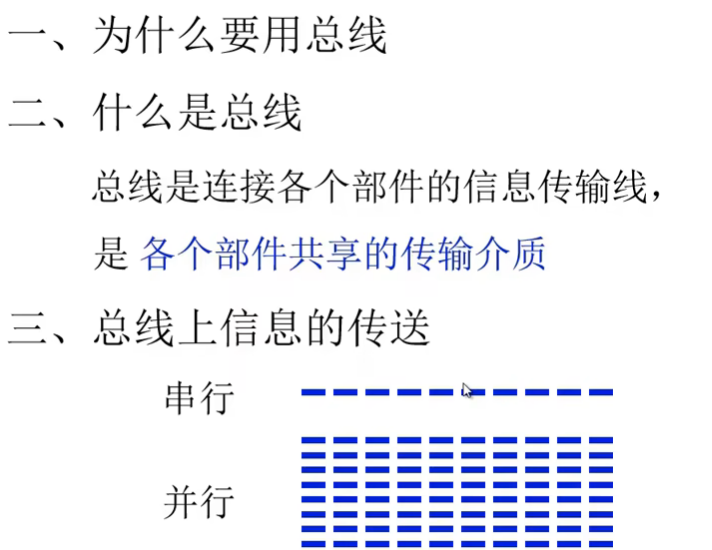 一、为什么要用总线
二、什么是总线
总线是连接各个部件的信息传输线，
是 各个部件共享的传输介质
三、总线上信息的传送
串行
并行